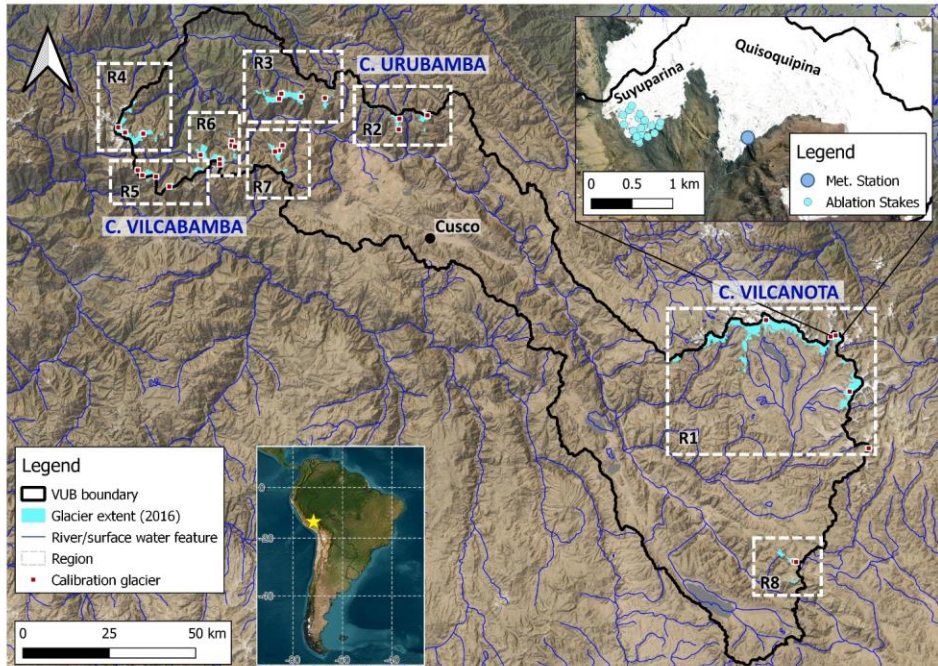 R4
R3
C. URUBAMBA
R2
R6
R7
R5
C. VILCABAMBA
Cusco
Suyuparina
Quisoquipina
0 0.5 1 km
Legend
Met. Station
Ablation Stakes
C. VILCANOTA
R1
R8
Legend
VUB boundary
Glacier extent (2016)
River/surface water feature
Region
Calibration glacier
0 25 50 km